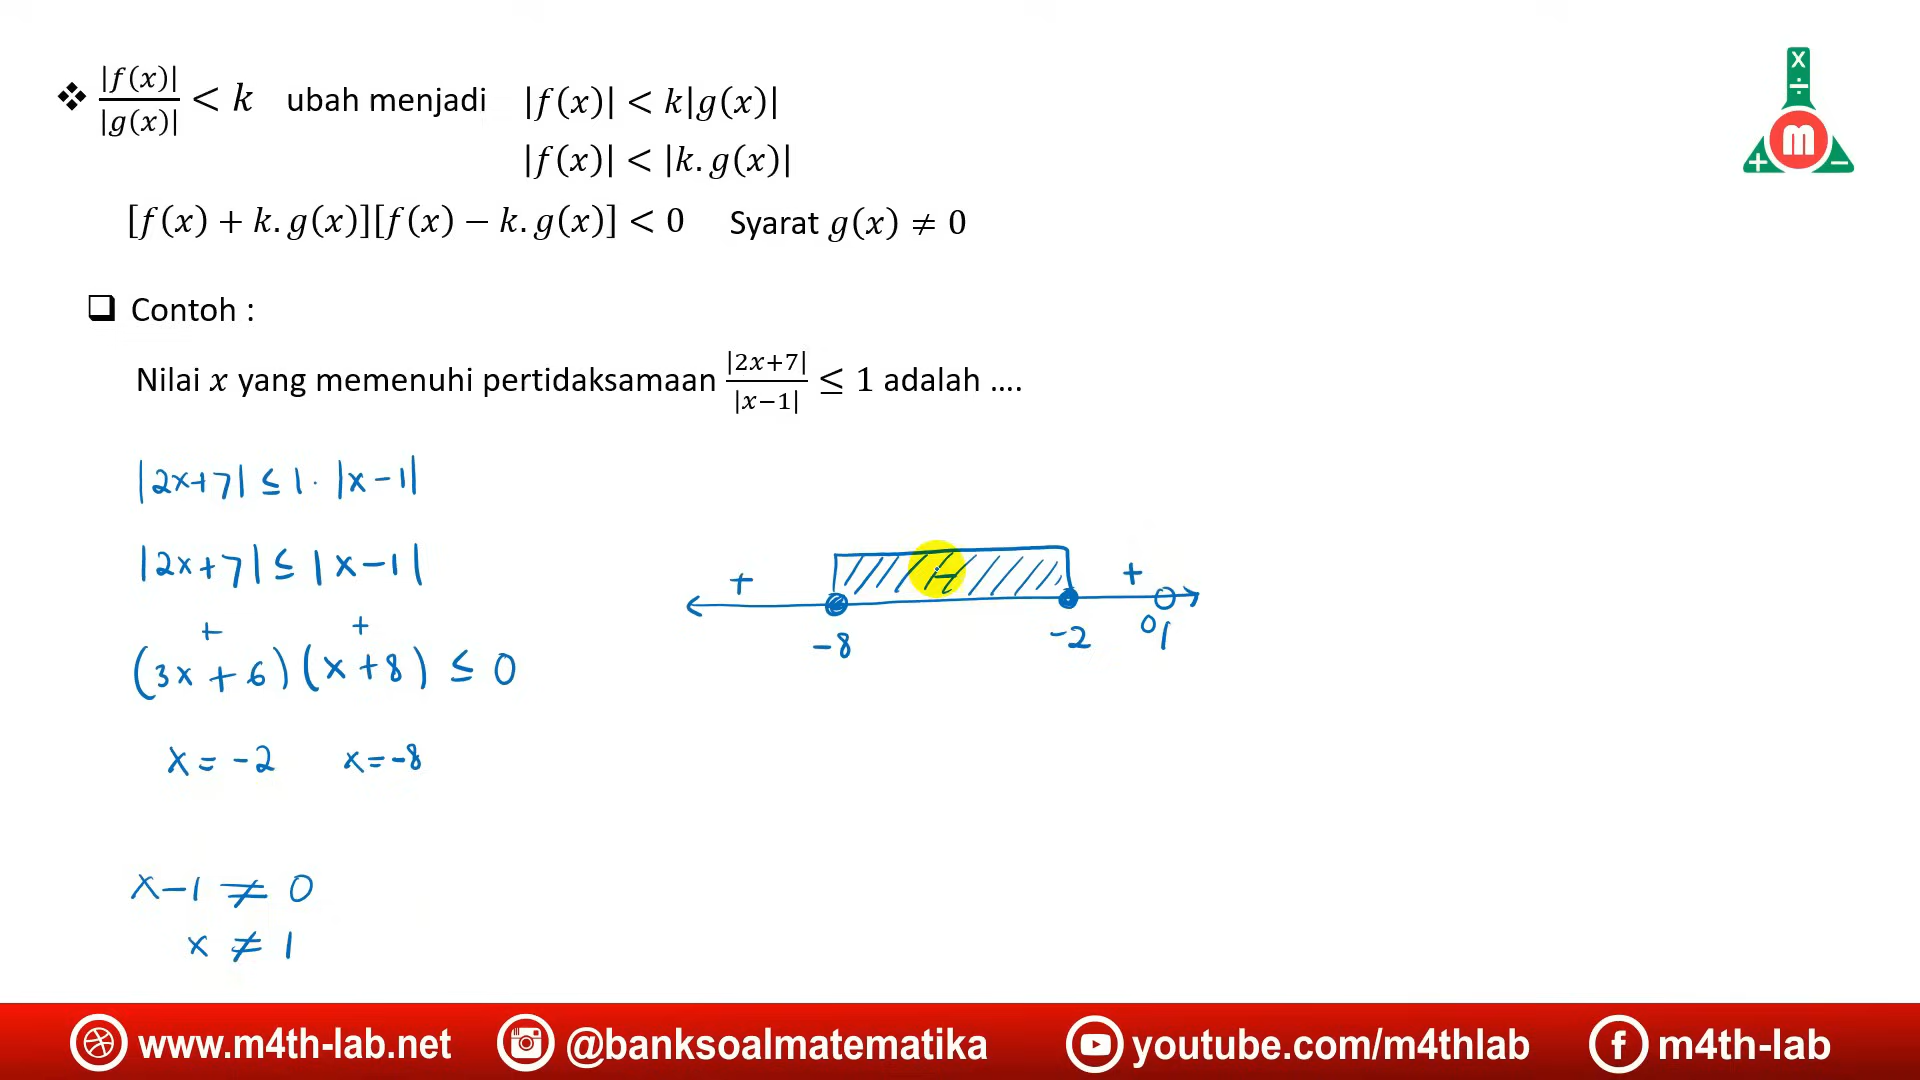 ❖ |f(x)|/|g(x)| < k ubah menjadi |f(x)| < k|g(x)|
|f(x)| < |k.g(x)|
[f(x) + k.g(x)][f(x) − k.g(x)] < 0 Syarat g(x) ≠ 0
❑ Contoh :
Nilai x yang memenuhi pertidaksamaan |2x+7|/|x−1| ≤ 1 adalah ....
|2x+7| ≤ 1 . |x−1|
|2x+7| ≤ |x−1|
+ +
(3x+6)(x+8) ≤ 0
x = −2 x = −8
x−1 ≠ 0
x ≠ 1
+ − +
−8 −2 0 1
X ÷ m + −
www.m4th-lab.net @banksoalmatematika youtube.com/m4thlab m4th-lab